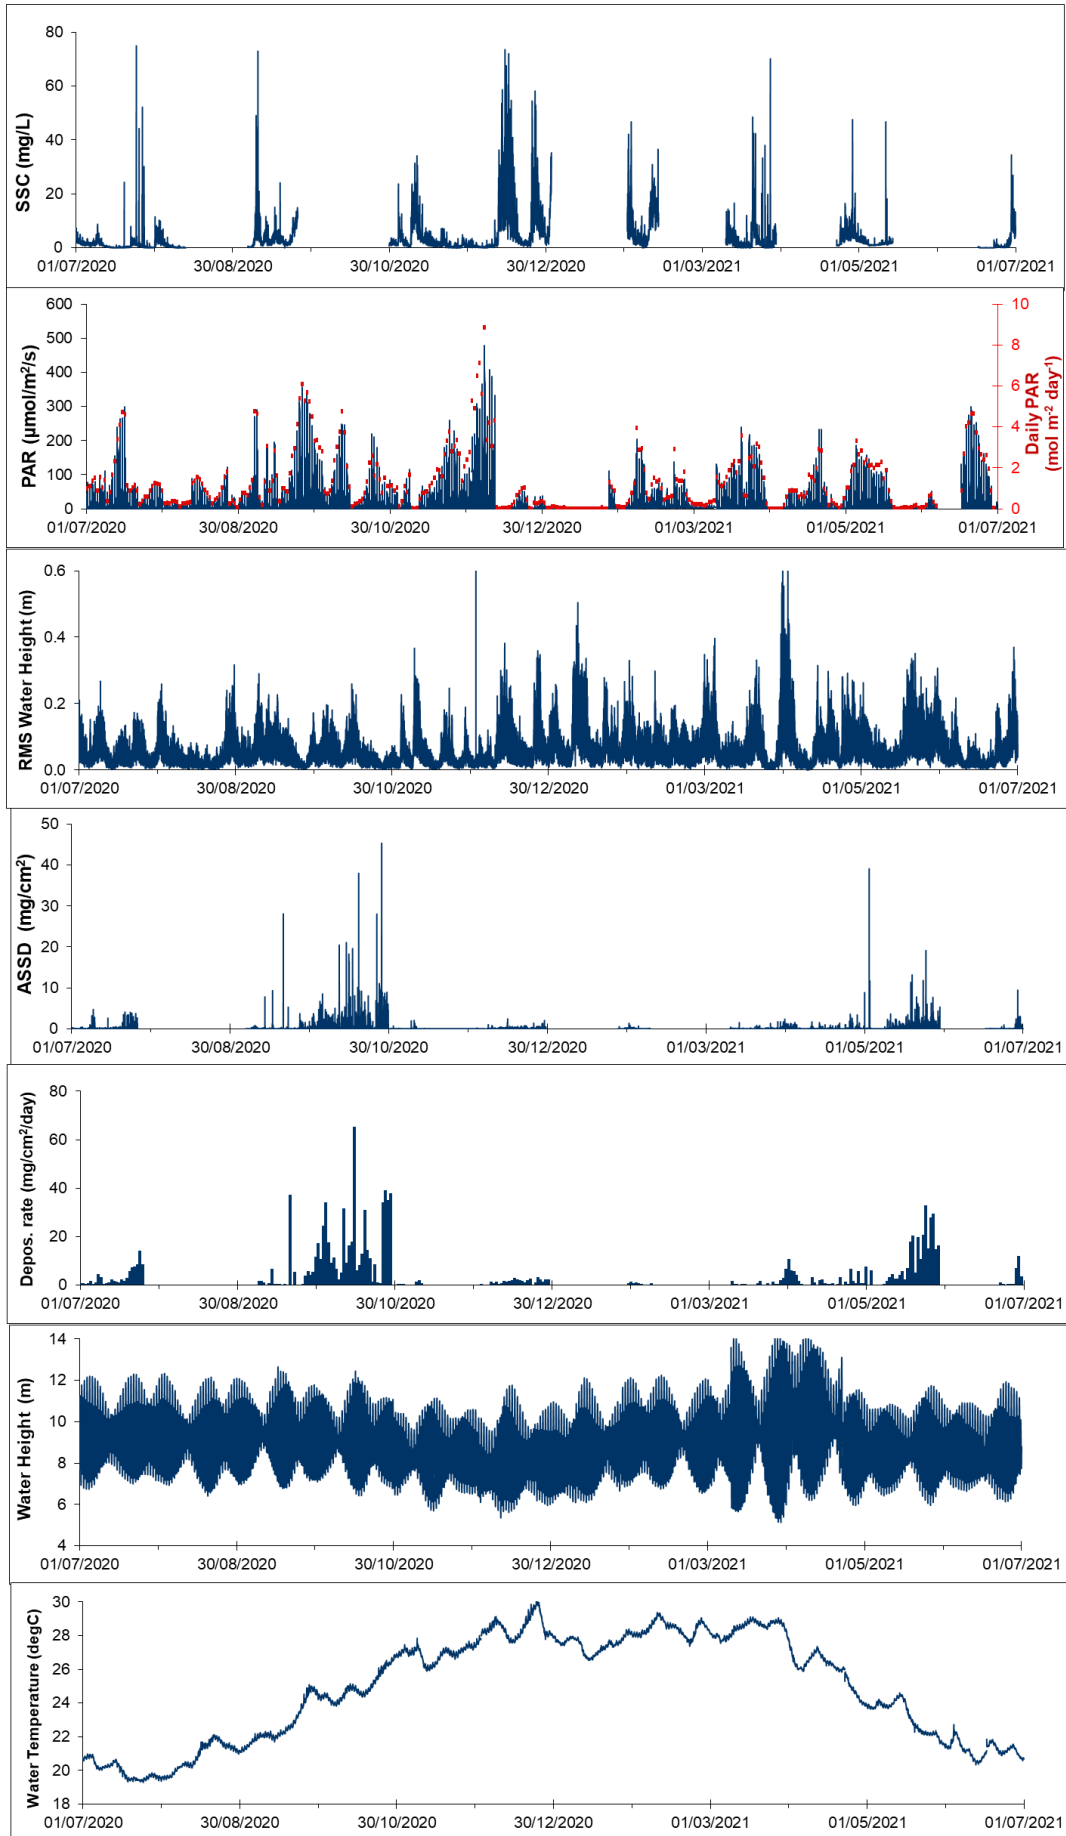 SSC (mg/L)
80
60
40
20
0
01/07/2020 30/08/2020 30/10/2020 30/12/2020 01/03/2021 01/05/2021 01/07/2021
PAR (µmol/m²/s)
600
500
400
300
200
100
0
10
8
6
4
2
0
Daily PAR
(mol m⁻² day⁻¹)
01/07/2020 30/08/2020 30/10/2020 30/12/2020 01/03/2021 01/05/2021 01/07/2021
RMS Water Height (m)
0.6
0.4
0.2
0.0
01/07/2020 30/08/2020 30/10/2020 30/12/2020 01/03/2021 01/05/2021 01/07/2021
ASSD (mg/cm²)
50
40
30
20
10
0
01/07/2020 30/08/2020 30/10/2020 30/12/2020 01/03/2021 01/05/2021 01/07/2021
Depos. rate (mg/cm²/day)
80
60
40
20
0
01/07/2020 30/08/2020 30/10/2020 30/12/2020 01/03/2021 01/05/2021 01/07/2021
Water Height (m)
14
12
10
8
6
4
01/07/2020 30/08/2020 30/10/2020 30/12/2020 01/03/2021 01/05/2021 01/07/2021
Water Temperature (degC)
30
28
26
24
22
20
18
01/07/2020 30/08/2020 30/10/2020 30/12/2020 01/03/2021 01/05/2021 01/07/2021